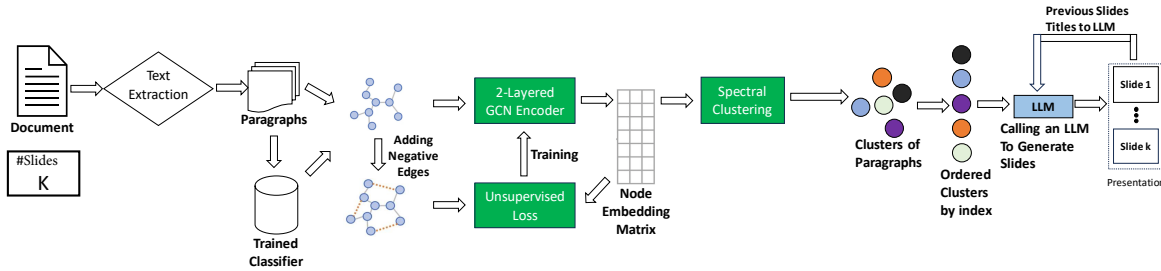 Document
#Slides
K
Text
Extraction
Paragraphs
Trained
Classifier
Adding
Negative
Edges
2-Layered
GCN Encoder
Training
Unsupervised
Loss
Node
Embedding
Matrix
Spectral
Clustering
Clusters of
Paragraphs
Ordered
Clusters
by index
Previous Slides
Titles to LLM
LLM
Calling an LLM
To Generate
Slides
Slide 1
Slide k
Presentation